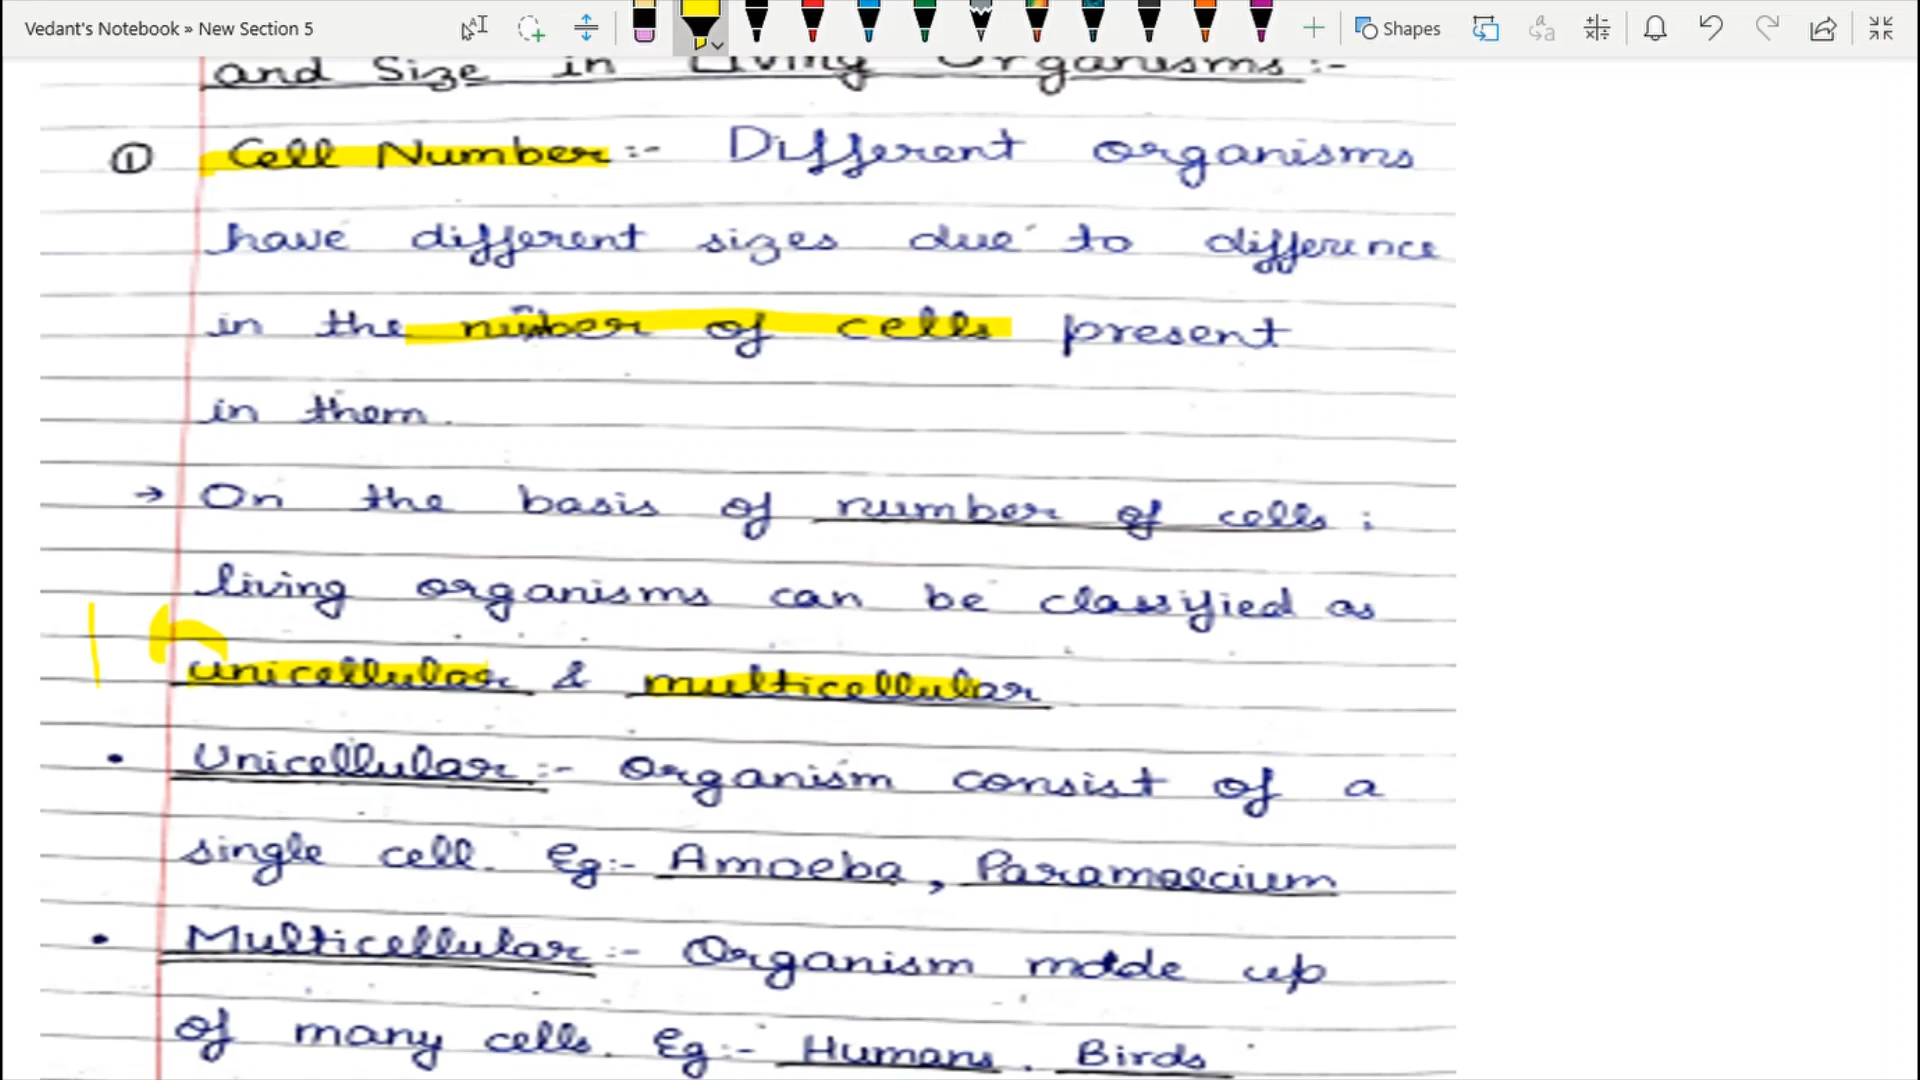 Vedant's Notebook » New Section 5
Shapes
and Size in Living Organisms :-
① Cell Number :- Different organisms
have different sizes due to difference
in the number of cells present
in them.
→ On the basis of number of cells :
living organisms can be classified as
unicellular & multicellular
• Unicellular :- Organism consist of a
single cell. Eg:- Amoeba, Paramaecium
• Multicellular :- Organism made up
of many cells. Eg:- Humans, Birds